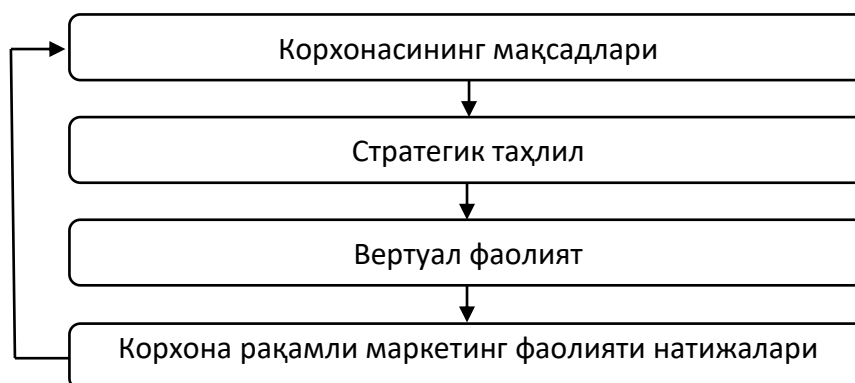 Корхонасининг мақсадлари
Стратегик таҳлил
Вертуал фаолият
Корхона рақамли маркетинг фаолияти натижалари